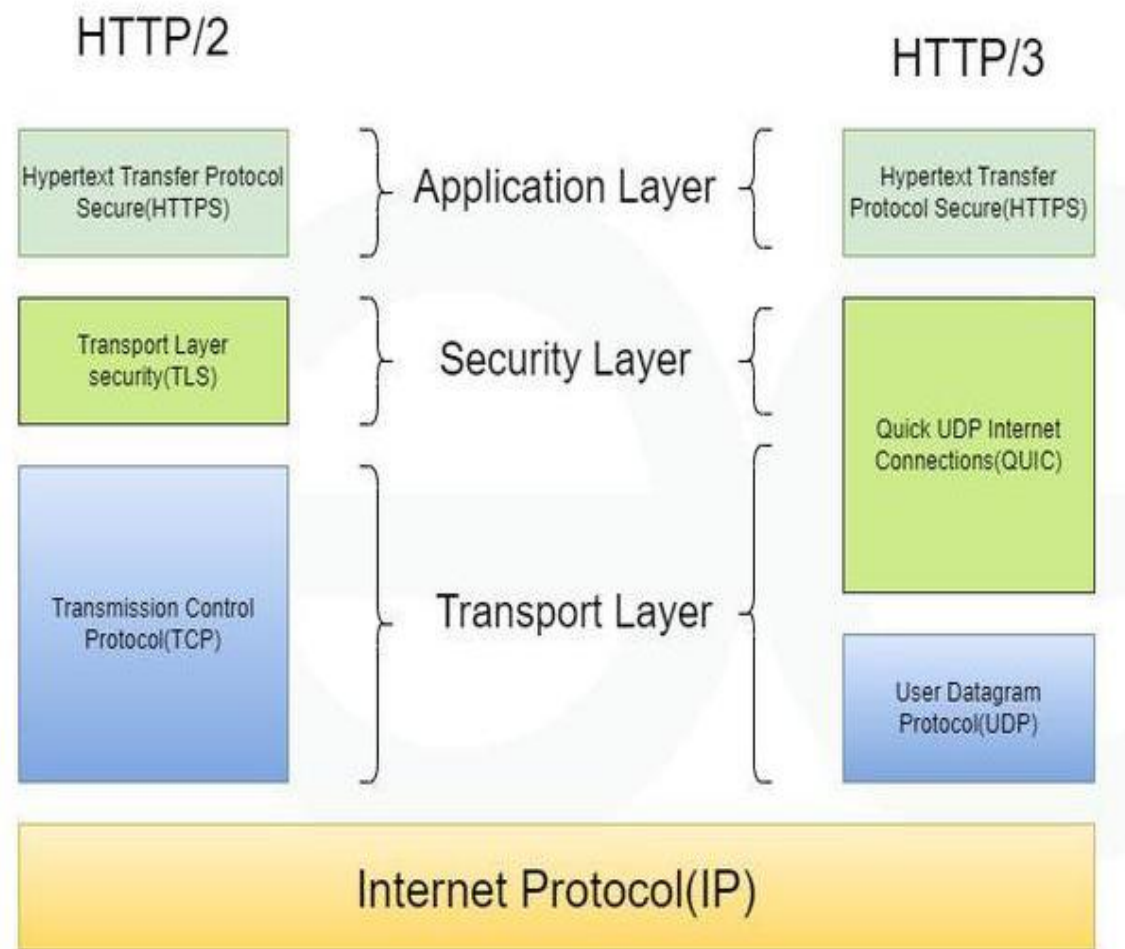 HTTP/2
HTTP/3
Hypertext Transfer Protocol
Secure(HTTPS)
Application Layer
Hypertext Transfer
Protocol Secure(HTTPS)
Transport Layer
security(TLS)
Security Layer
Quick UDP Internet
Connections(QUIC)
Transmission Control
Protocol(TCP)
Transport Layer
User Datagram
Protocol(UDP)
Internet Protocol(IP)